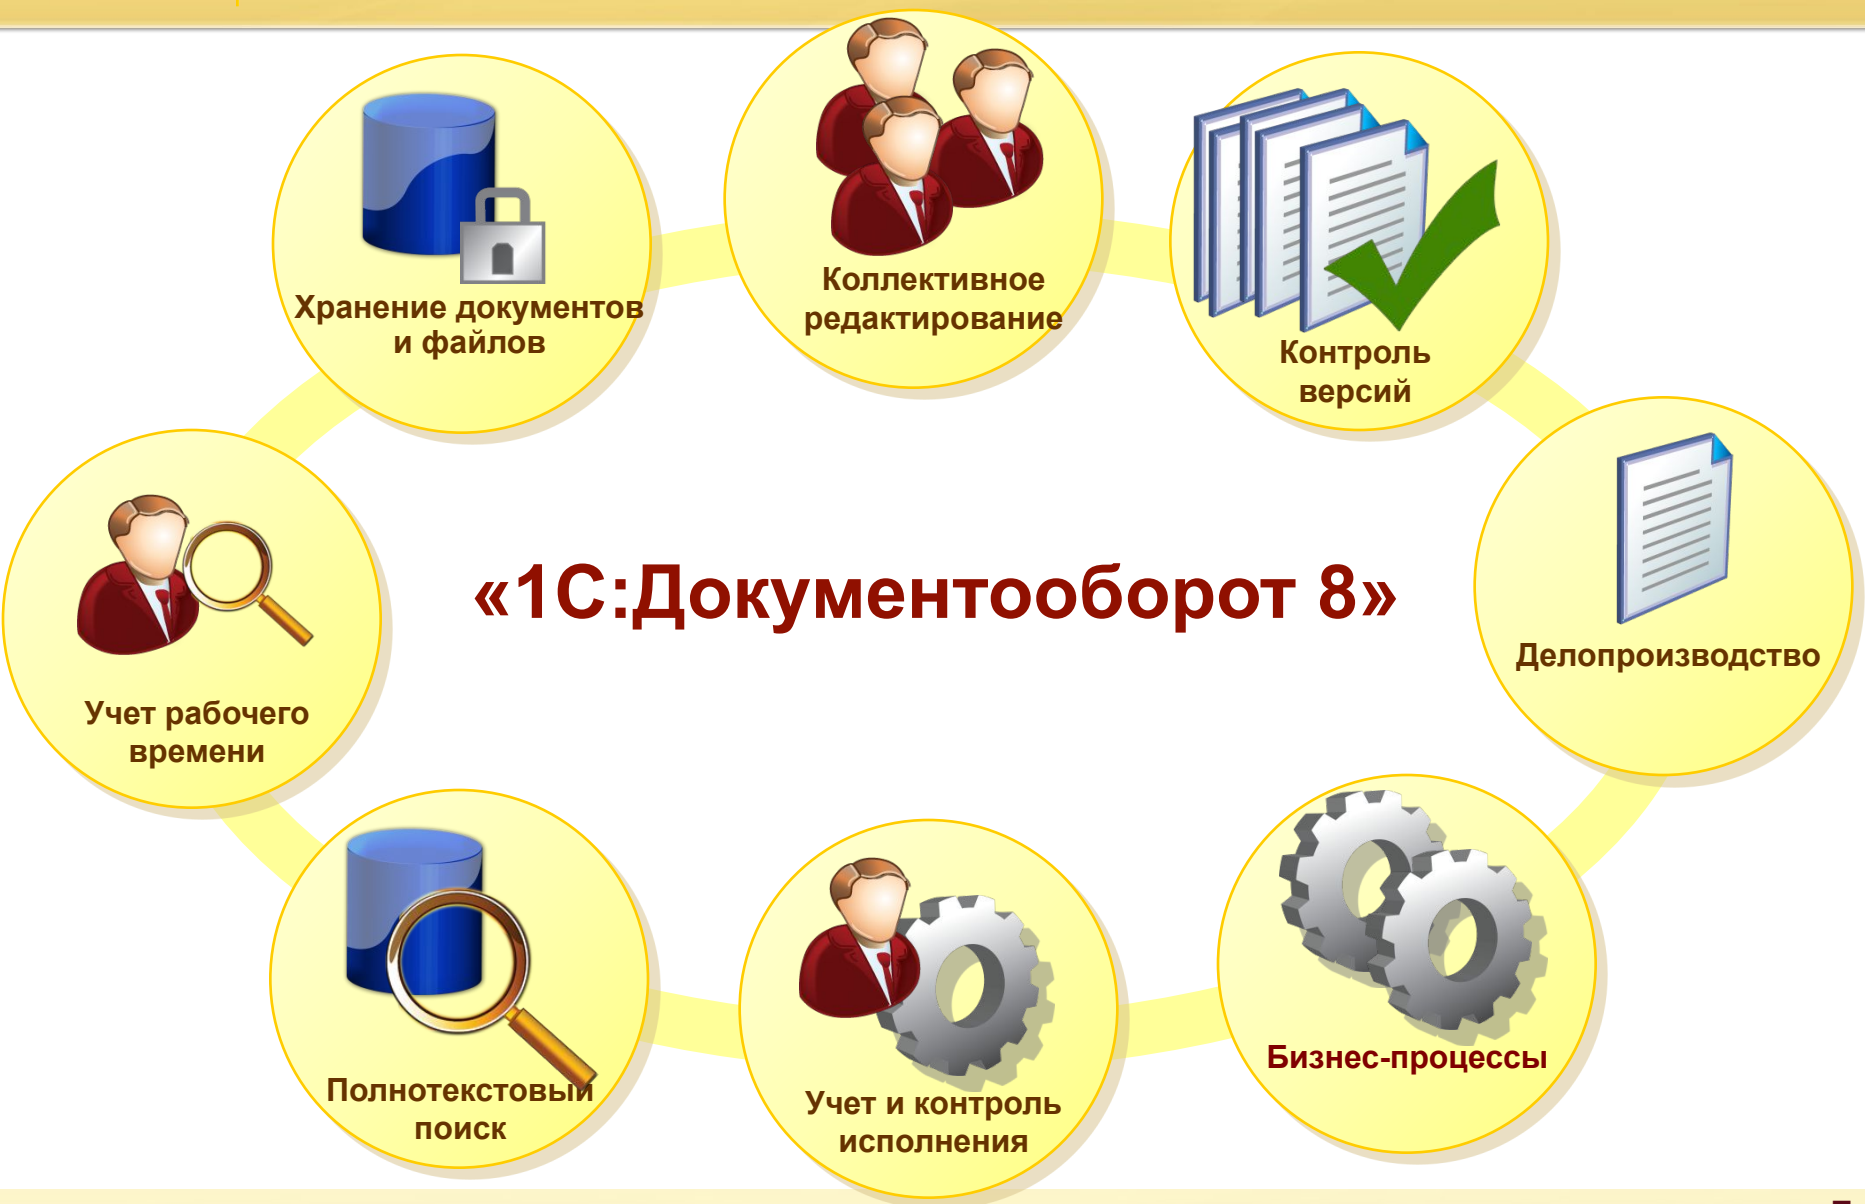 Коллективное
редактирование
Хранение документов
и файлов
Контроль
версий
«1С:Документооборот 8»
Делопроизводство
Учет рабочего
времени
Бизнес-процессы
Полнотекстовый
поиск
Учет и контроль
исполнения